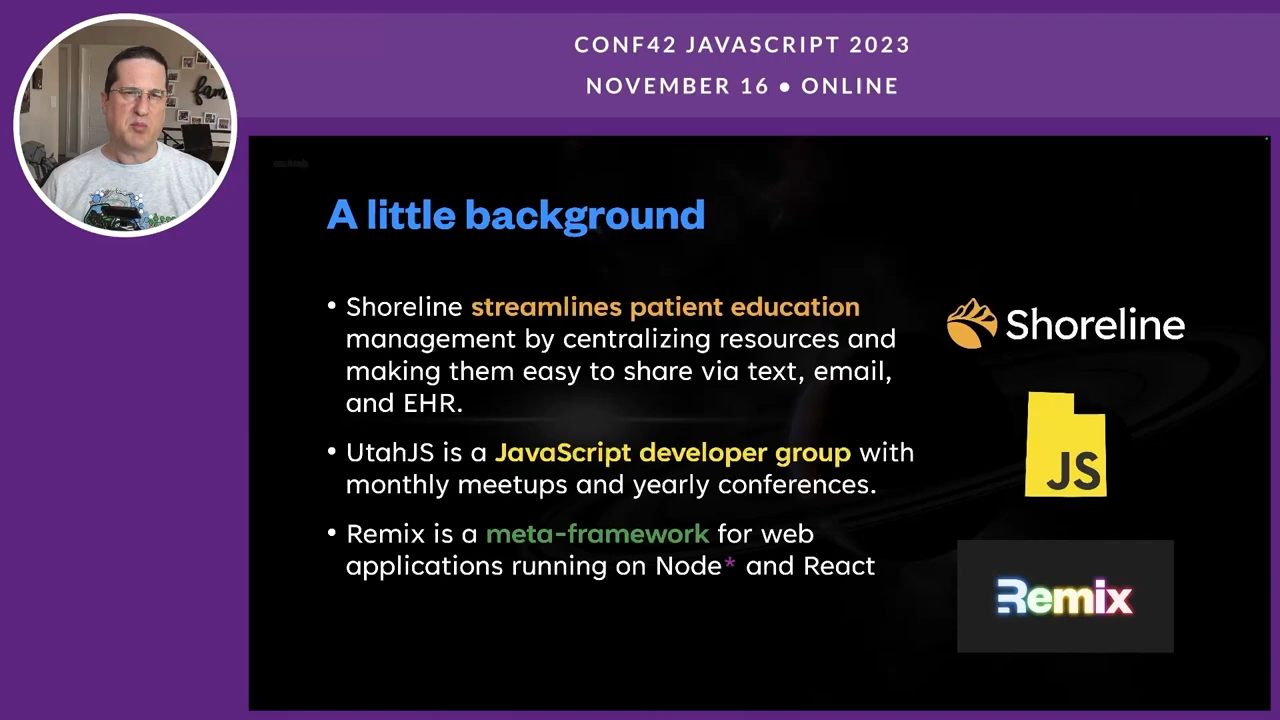 CONF42 JAVASCRIPT 2023
NOVEMBER 16 • ONLINE
fam
A little background
• Shoreline streamlines patient education
management by centralizing resources and
making them easy to share via text, email,
and EHR.
• UtahJS is a JavaScript developer group with
monthly meetups and yearly conferences.
• Remix is a meta-framework for web
applications running on Node* and React
Shoreline
JS
Remix